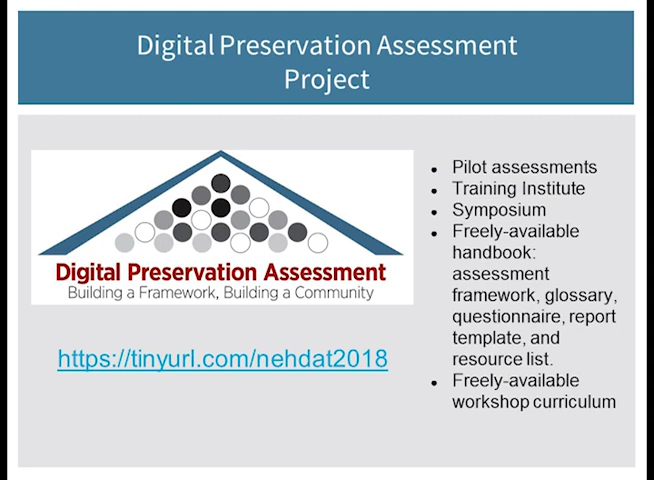 Digital Preservation Assessment
Project
Digital Preservation Assessment
Building a Framework, Building a Community
https://tinyurl.com/nehdat2018
• Pilot assessments
• Training Institute
• Symposium
• Freely-available
handbook:
assessment
framework, glossary,
questionnaire, report
template, and
resource list.
• Freely-available
workshop curriculum